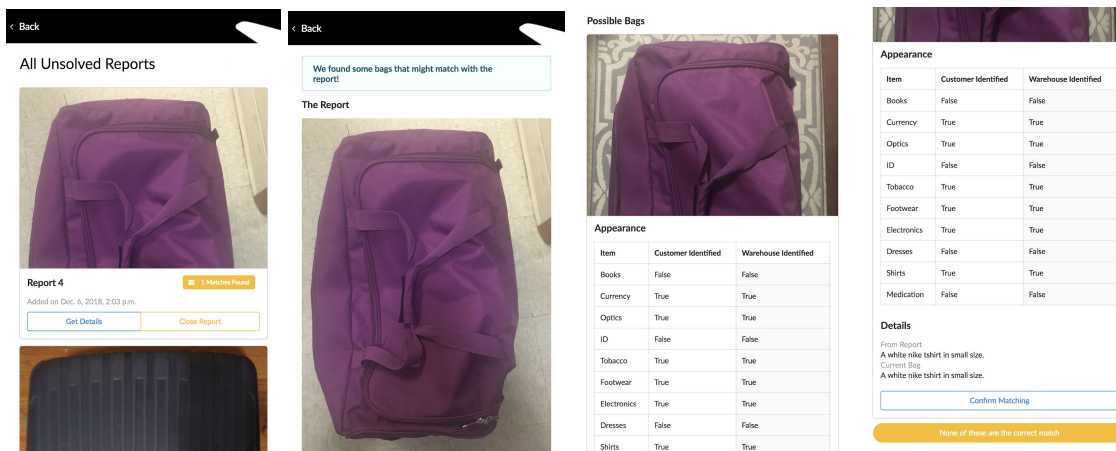 Back
All Unsolved Reports
Report 4
1 Matches Found
Added on Dec. 6, 2018, 2:03 p.m.
Get Details
Close Report
Back
We found some bags that might match with the
report!
The Report
Possible Bags
Appearance
Item Customer Identified Warehouse Identified
Books False False
Currency True True
Optics True True
ID False False
Tobacco True True
Footwear True True
Electronics True True
Dresses False False
Shirts True True
Appearance
Item Customer Identified Warehouse Identified
Books False False
Currency True True
Optics True True
ID False False
Tobacco True True
Footwear True True
Electronics True True
Dresses False False
Shirts True True
Medication False False
Details
From Report
A white nike tshirt in small size.
Current Bag
A white nike tshirt in small size.
Confirm Matching
None of these are the correct match